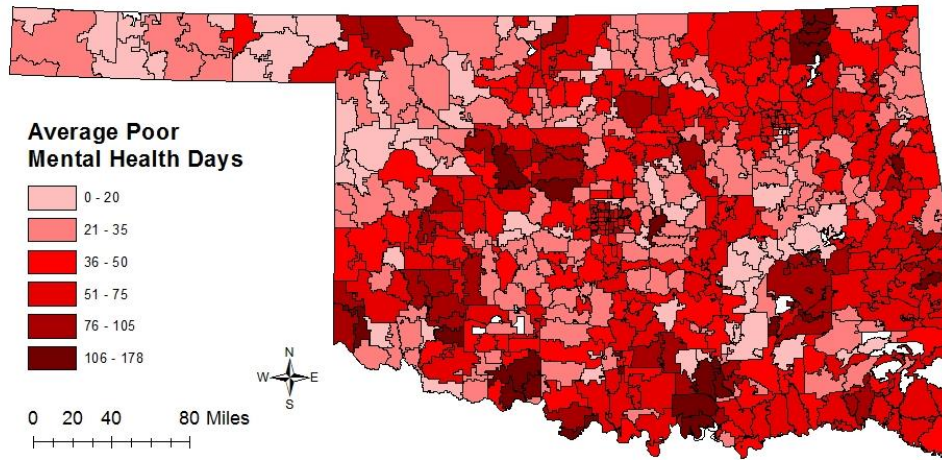 Average Poor
Mental Health Days
0 - 20
21 - 35
36 - 50
51 - 75
76 - 105
106 - 178
N
W E
S
0 20 40 80 Miles